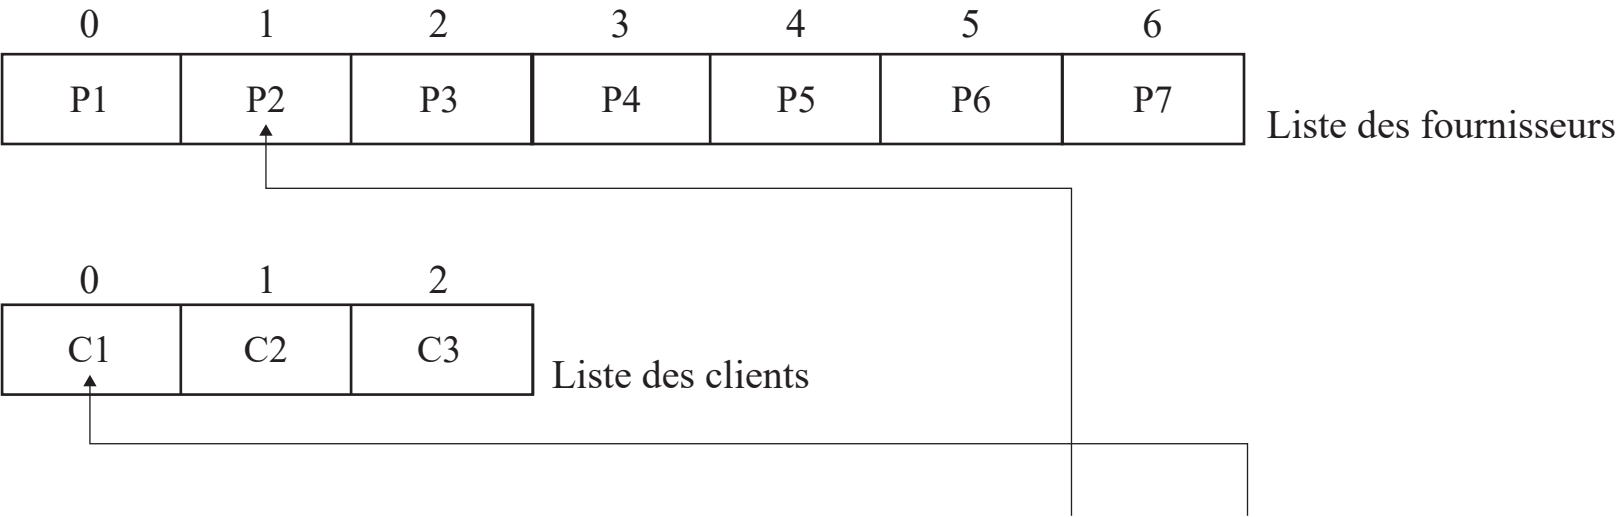 0 1 2 3 4 5 6
P1 P2 P3 P4 P5 P6 P7
Liste des fournisseurs
0 1 2
C1 C2 C3
Liste des clients